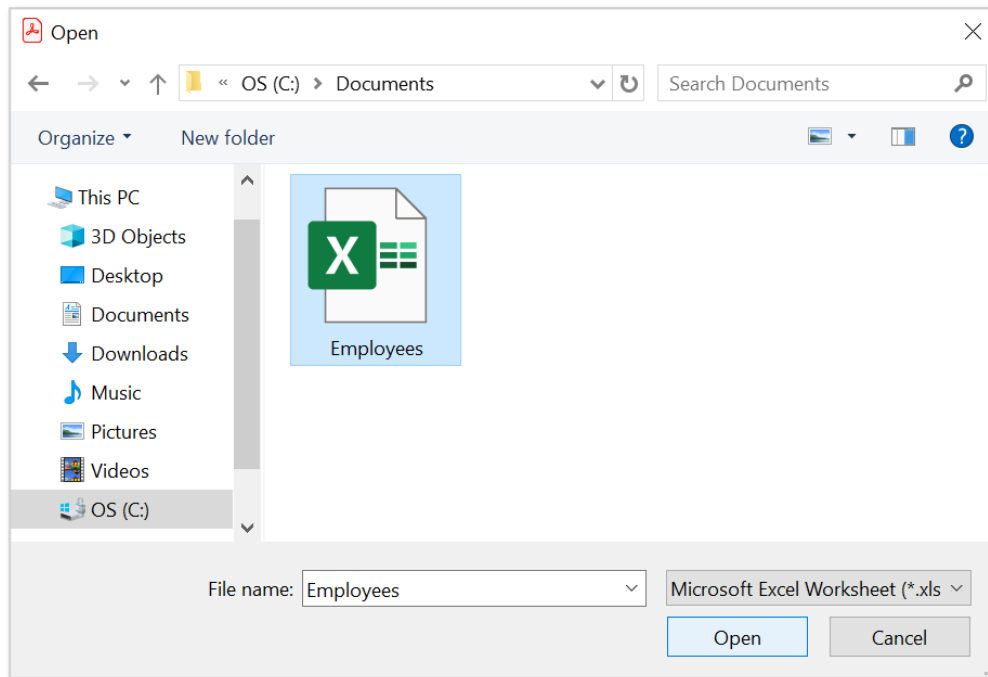 Open
« OS (C:) > Documents
Search Documents
Organize
New folder
?
This PC
3D Objects
Desktop
Documents
Downloads
Music
Pictures
Videos
OS (C:)
X
Employees
File name:
Employees
Microsoft Excel Worksheet (*.xls
Open
Cancel